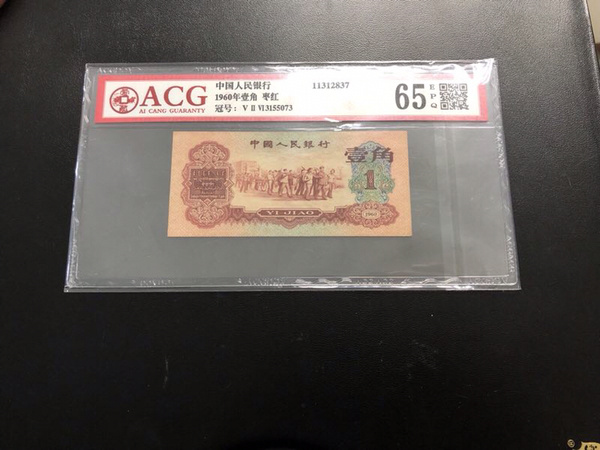 ACG
AI CANG GUARANTY
中国人民银行
11312837
1960年壹角 枣红
冠号: V II VI3155073
65 EPQ
中國人民銀行
壹角
1
YI JIAO
1960